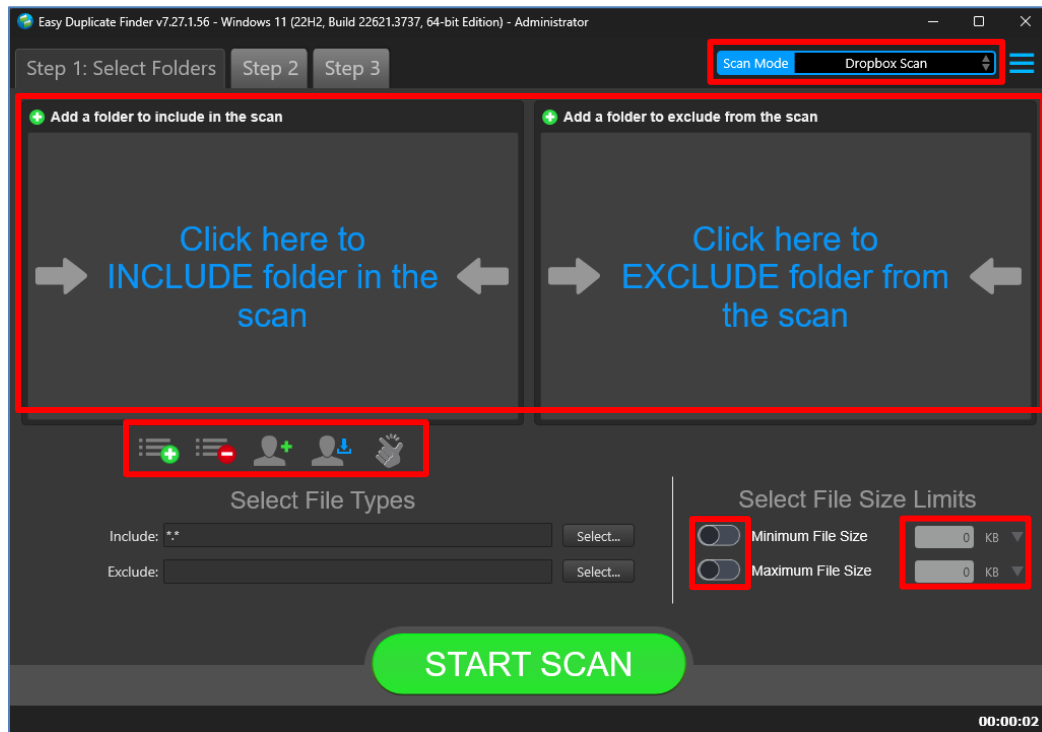 Easy Duplicate Finder v7.27.1.56 - Windows 11 (22H2, Build 22621.3737, 64-bit Edition) - Administrator
Step 1: Select Folders Step 2 Step 3 Scan Mode Dropbox Scan
Add a folder to include in the scan
Click here to
INCLUDE folder in the
scan
Add a folder to exclude from the scan
Click here to
EXCLUDE folder from
the scan
Select File Types
Include: *.* Select...
Exclude: Select...
Select File Size Limits
Minimum File Size 0 KB
Maximum File Size 0 KB
START SCAN
00:00:02